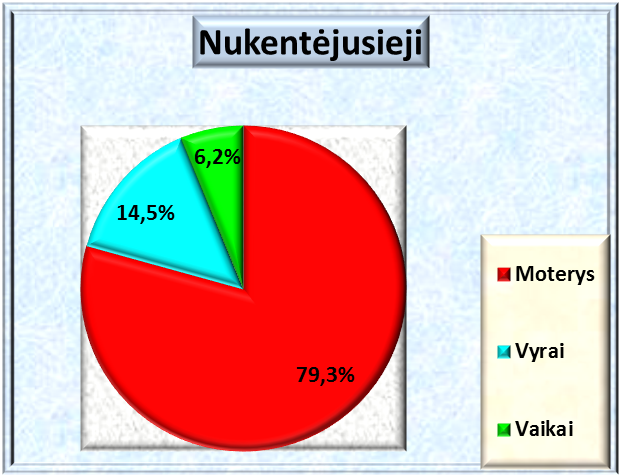 Nukentėjusieji
6,2%
14,5%
79,3%
Moterys
Vyrai
Vaikai